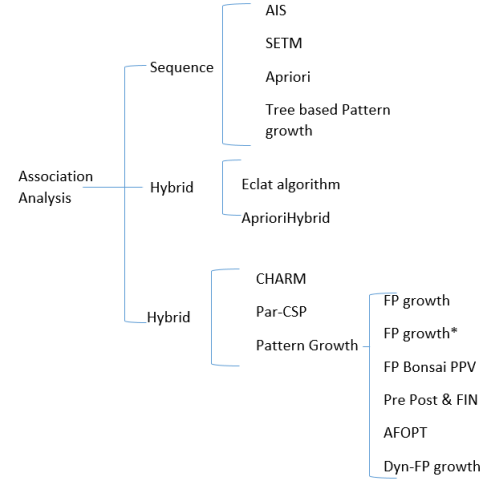 Association
Analysis
Sequence
AIS
SETM
Apriori
Tree based Pattern
growth
Hybrid
Eclat algorithm
AprioriHybrid
Hybrid
CHARM
Par-CSP
Pattern Growth
FP growth
FP growth*
FP Bonsai PPV
Pre Post & FIN
AFOPT
Dyn-FP growth